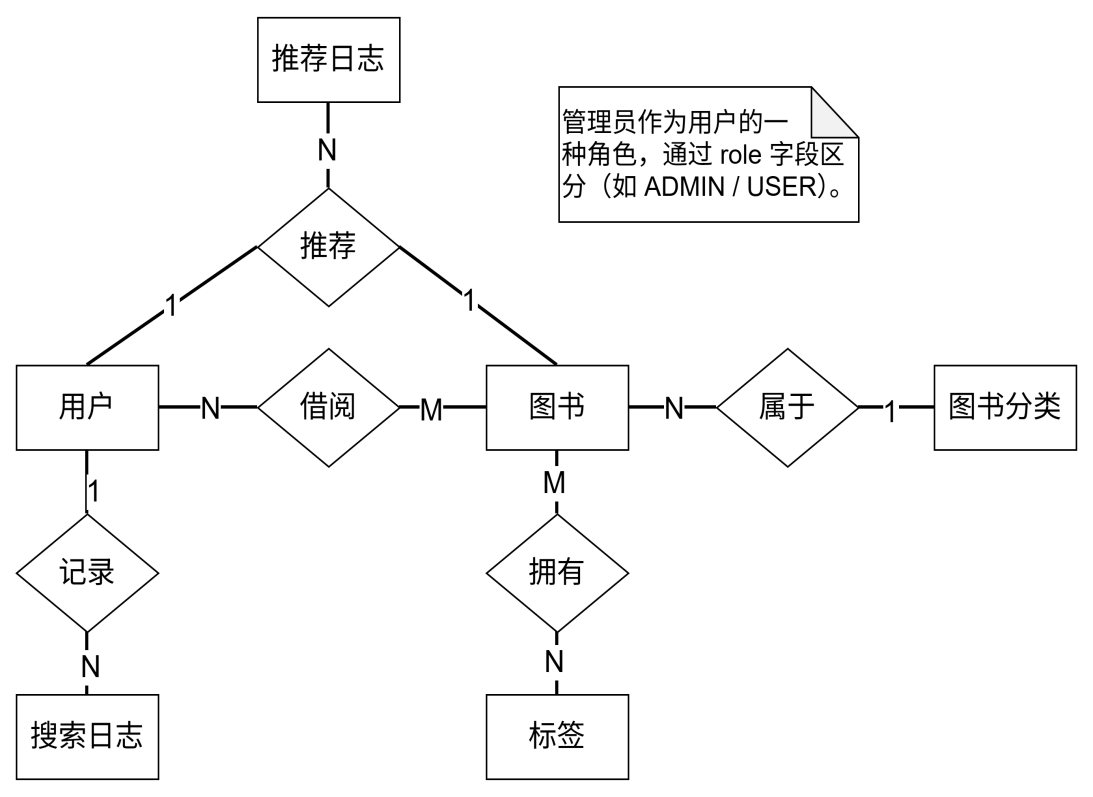 推荐日志
N
管理员作为用户的一
种角色，通过 role 字段区
分（如 ADMIN / USER）。
推荐
1
1
用户
N
借阅
M
图书
N
属于
1
图书分类
1
M
记录
拥有
N
N
搜索日志
标签